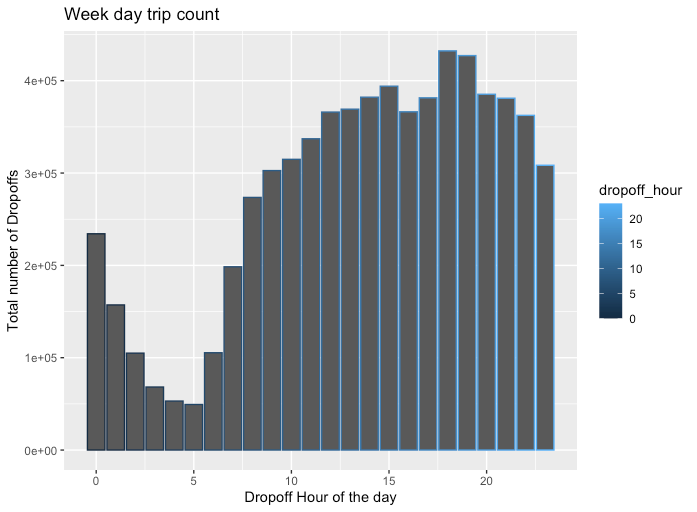 Week day trip count
Total number of Dropoffs
4e+05
3e+05
2e+05
1e+05
0e+00
0
5
10
15
20
Dropoff Hour of the day
dropoff_hour
20
15
10
5
0